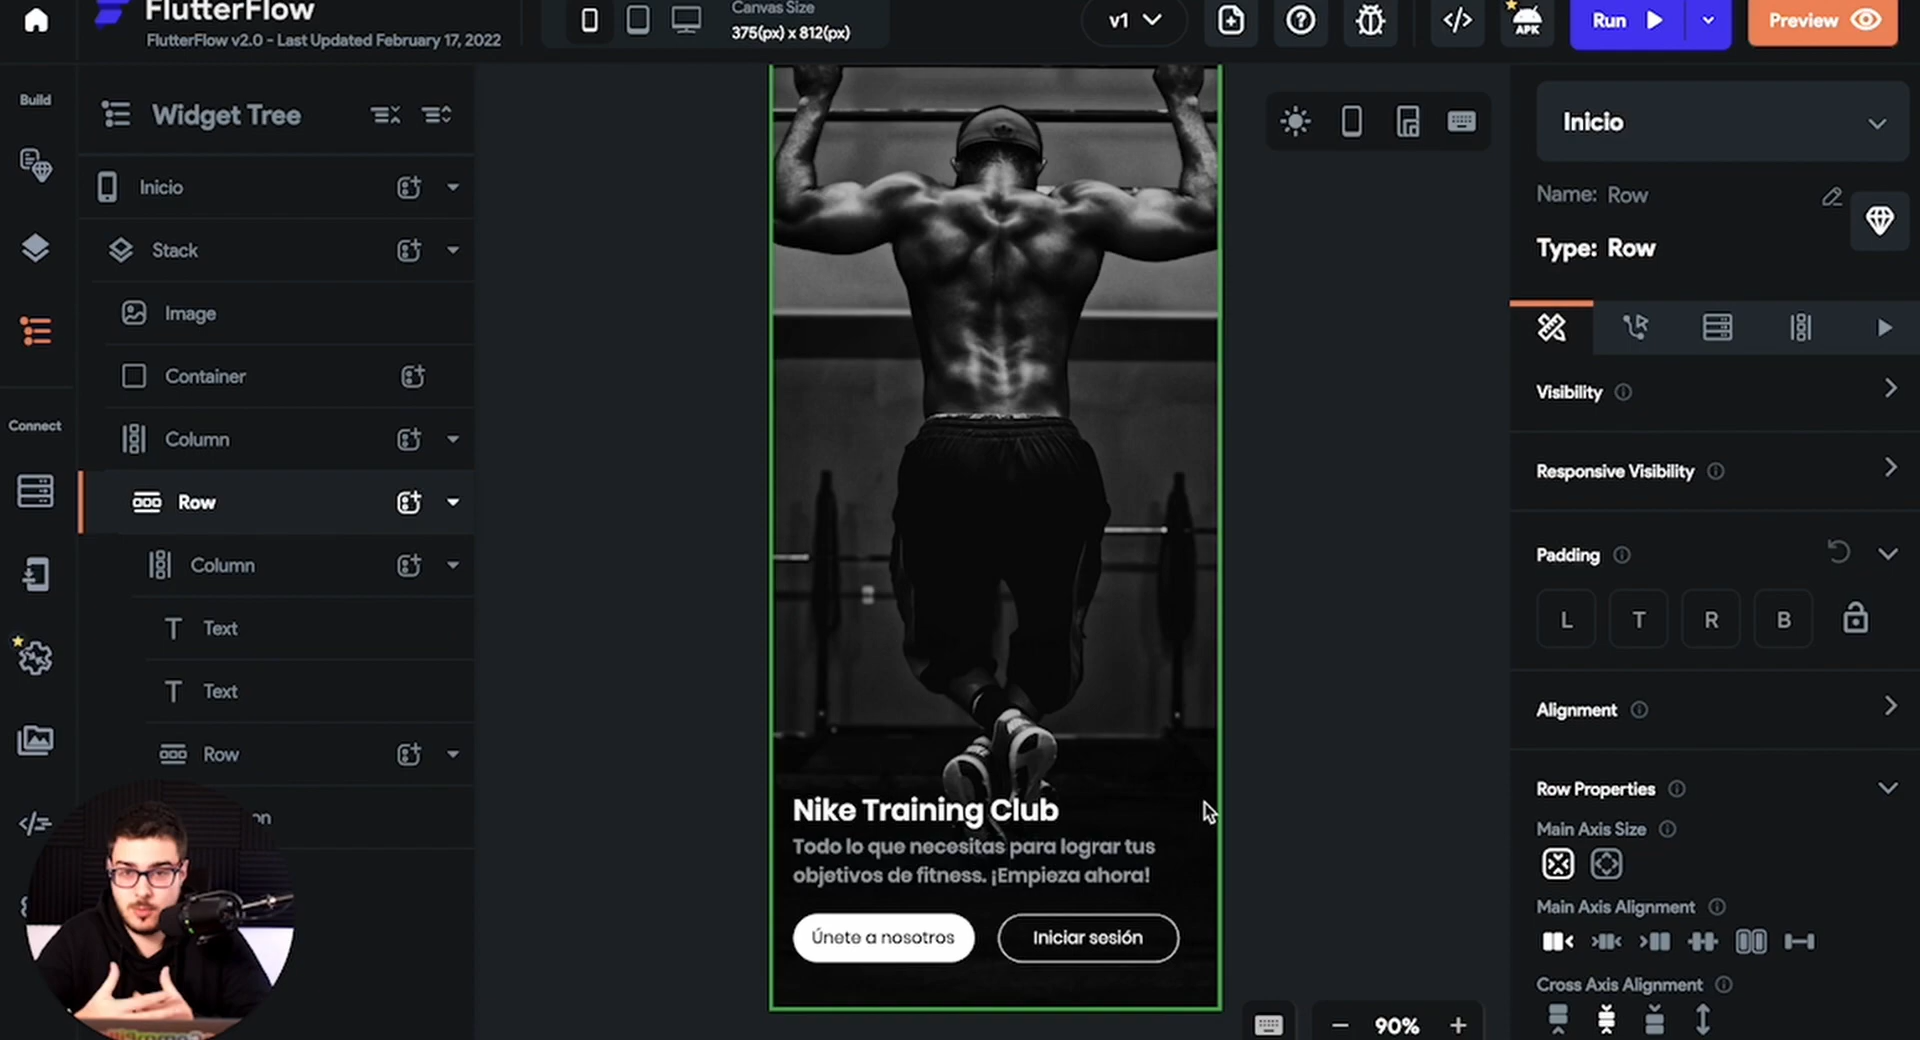 FlutterFlow
FlutterFlow v2.0 - Last Updated February 17, 2022
Canvas Size
375(px) x 812(px)
v1
APK
Run
Preview
Build
Connect
Widget Tree
Inicio
Stack
Image
Container
Column
Row
Column
Text
Text
Row
on
Nike Training Club
Todo lo que necesitas para lograr tus
objetivos de fitness. ¡Empieza ahora!
Únete a nosotros
Iniciar sesión
90%
Inicio
Name: Row
Type: Row
Visibility
Responsive Visibility
Padding
L T R B
Alignment
Row Properties
Main Axis Size
Main Axis Alignment
Cross Axis Alignment